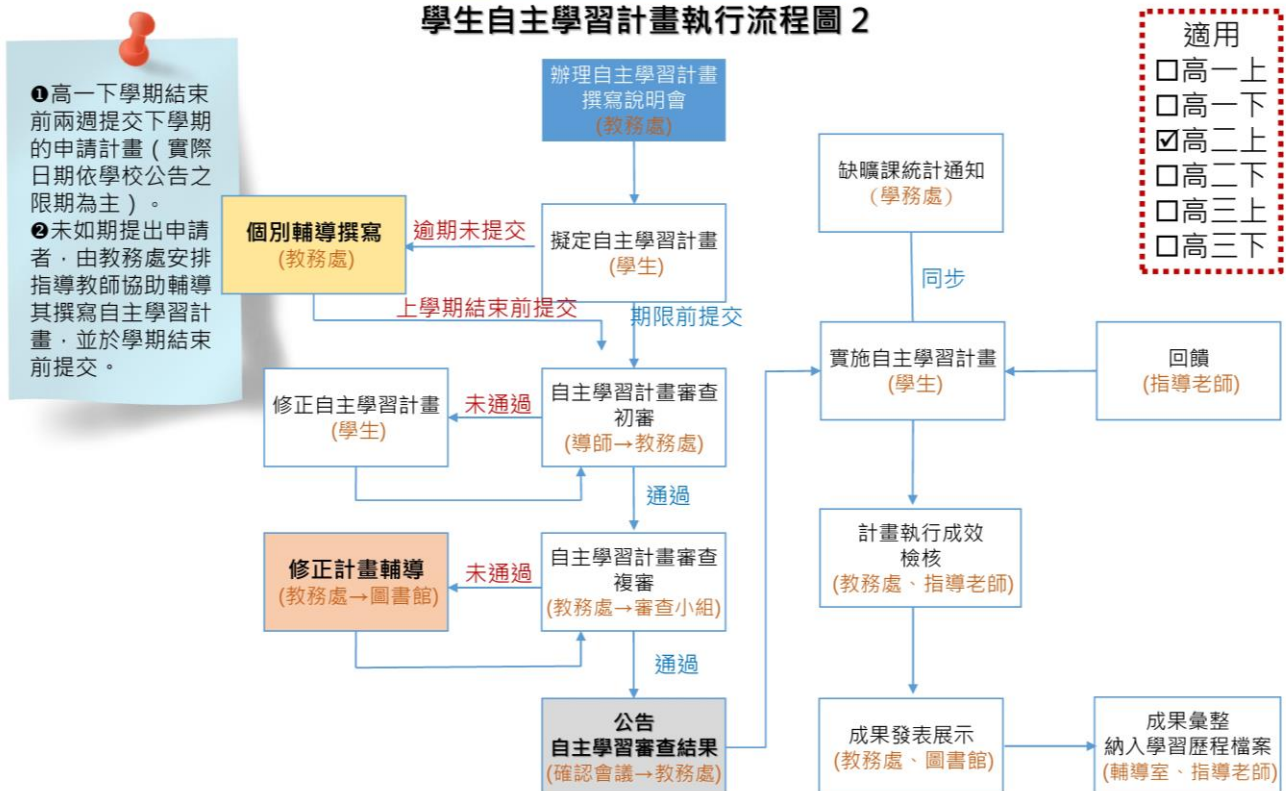 學生自主學習計畫執行流程圖 2
❶高一下學期結束
前兩週提交下學期
的申請計畫（實際
日期依學校公告之
限期為主）。
❷未如期提出申請
者，由教務處安排
指導教師協助輔導
其撰寫自主學習計
畫，並於學期結束
前提交。
適用
□高一上
□高一下
☑高二上
□高二下
□高三上
□高三下
辦理自主學習計畫
撰寫說明會
(教務處)
個別輔導撰寫
(教務處)
逾期未提交
擬定自主學習計畫
(學生)
上學期結束前提交
期限前提交
修正自主學習計畫
(學生)
未通過
自主學習計畫審查
初審
(導師→教務處)
通過
修正計畫輔導
(教務處→圖書館)
未通過
自主學習計畫審查
複審
(教務處→審查小組)
通過
公告
自主學習審查結果
(確認會議→教務處)
缺曠課統計通知
(學務處)
同步
實施自主學習計畫
(學生)
回饋
(指導老師)
計畫執行成效
檢核
(教務處、指導老師)
成果發表展示
(教務處、圖書館)
成果彙整
納入學習歷程檔案
(輔導室、指導老師)